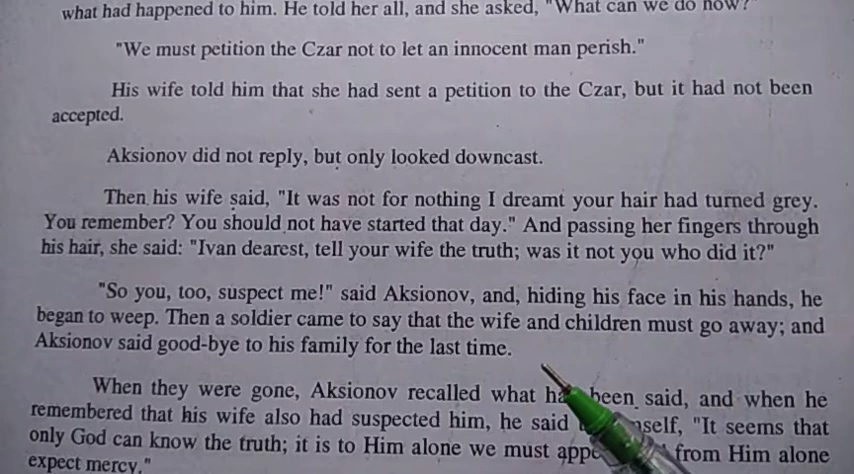 what had happened to him. He told her all, and she asked, "What can we do now?"
"We must petition the Czar not to let an innocent man perish."
His wife told him that she had sent a petition to the Czar, but it had not been
accepted.
Aksionov did not reply, but only looked downcast.
Then his wife said, "It was not for nothing I dreamt your hair had turned grey.
You remember? You should not have started that day." And passing her fingers through
his hair, she said: "Ivan dearest, tell your wife the truth; was it not you who did it?"
"So you, too, suspect me!" said Aksionov, and, hiding his face in his hands, he
began to weep. Then a soldier came to say that the wife and children must go away; and
Aksionov said good-bye to his family for the last time.
When they were gone, Aksionov recalled what been said, and when he
remembered that his wife also had suspected him, he said "It seems that
only God can know the truth; it is to Him alone we must from Him alone
expect mercy."